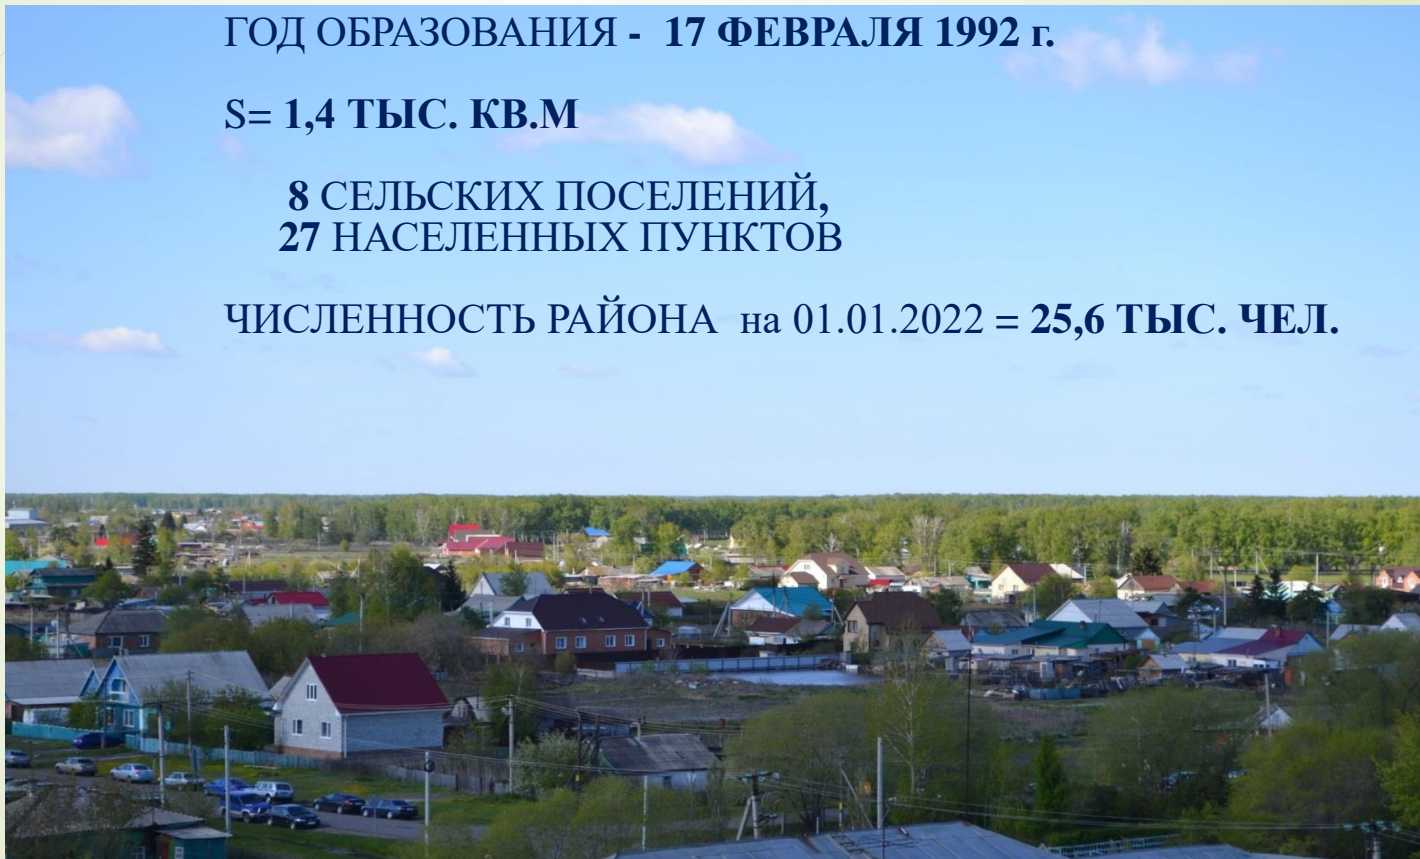 ГОД ОБРАЗОВАНИЯ - 17 ФЕВРАЛЯ 1992 г.
S= 1,4 ТЫС. КВ.М
8 СЕЛЬСКИХ ПОСЕЛЕНИЙ,
27 НАСЕЛЕННЫХ ПУНКТОВ
ЧИСЛЕННОСТЬ РАЙОНА на 01.01.2022 = 25,6 ТЫС. ЧЕЛ.